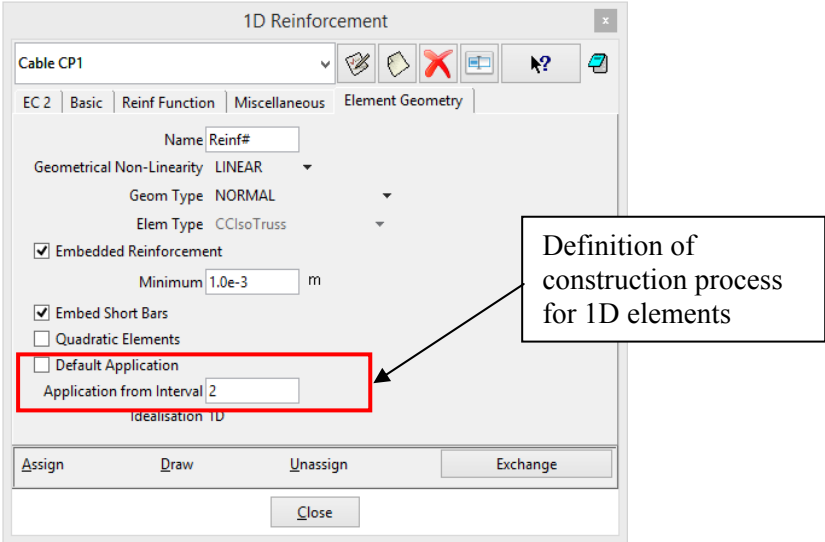 1D Reinforcement
x
Cable CP1
EC 2 Basic Reinf Function Miscellaneous Element Geometry
Name Reinf#
Geometrical Non-Linearity LINEAR
Geom Type NORMAL
Elem Type CCIsoTruss
Embedded Reinforcement
Minimum 1.0e-3 m
Embed Short Bars
Quadratic Elements
Default Application
Application from Interval 2
Idealisation 1D
Assign Draw Unassign Exchange
Close
Definition of
construction process
for 1D elements